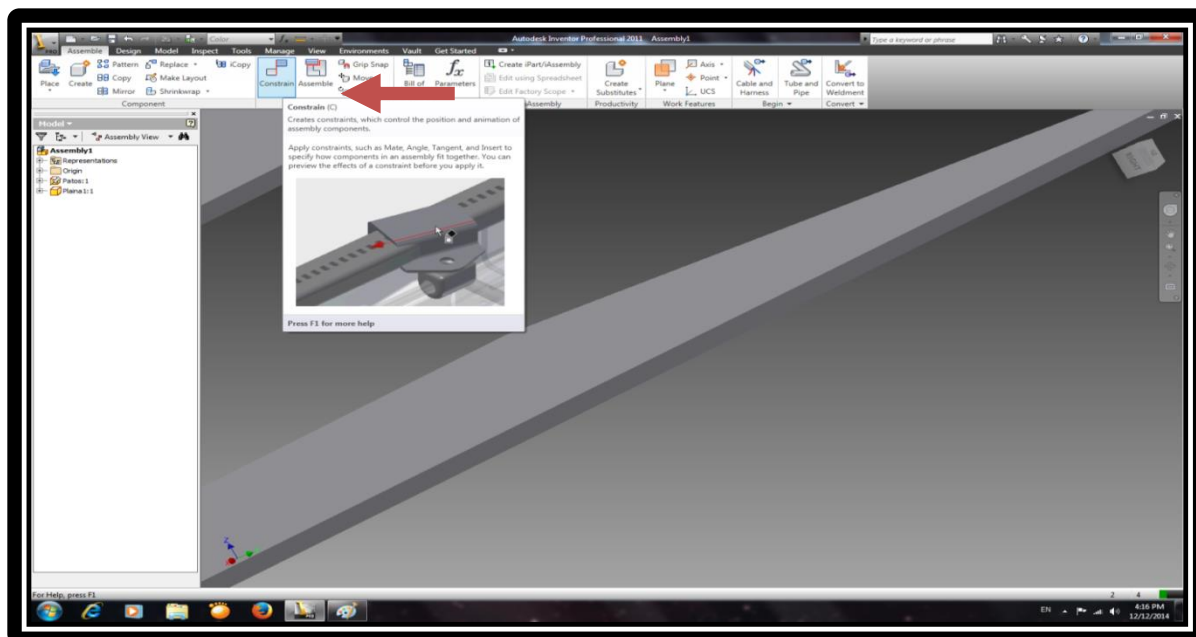 Color
Autodesk Inventor Professional 2011 Assembly1
Type a keyword or phrase
PRO
Assemble Design Model Inspect Tools Manage View Environments Vault Get Started
Place
Create
Pattern
Copy
Mirror
Replace
Make Layout
Shrinkwrap
iCopy
Component
Constrain
Assemble
Grip Snap
Move
Bill of
Parameters
Create iPart/iAssembly
Edit using Spreadsheet
Edit Factory Scope
Assembly
Create
Substitutes
Productivity
Plane
Axis
Point
UCS
Work Features
Cable and
Harness
Tube and
Pipe
Begin
Convert to
Weldment
Convert
Constrain (C)
Creates constraints, which control the position and animation of
assembly components.
Apply constraints, such as Mate, Angle, Tangent, and Insert to
specify how components in an assembly fit together. You can
preview the effects of a constraint before you apply it.
Press F1 for more help
Model
Assembly View
Assembly1
Representations
Origin
Patos:1
Plaina1:1
Z
For Help, press F1
2 4
EN
4:16 PM
12/12/2014